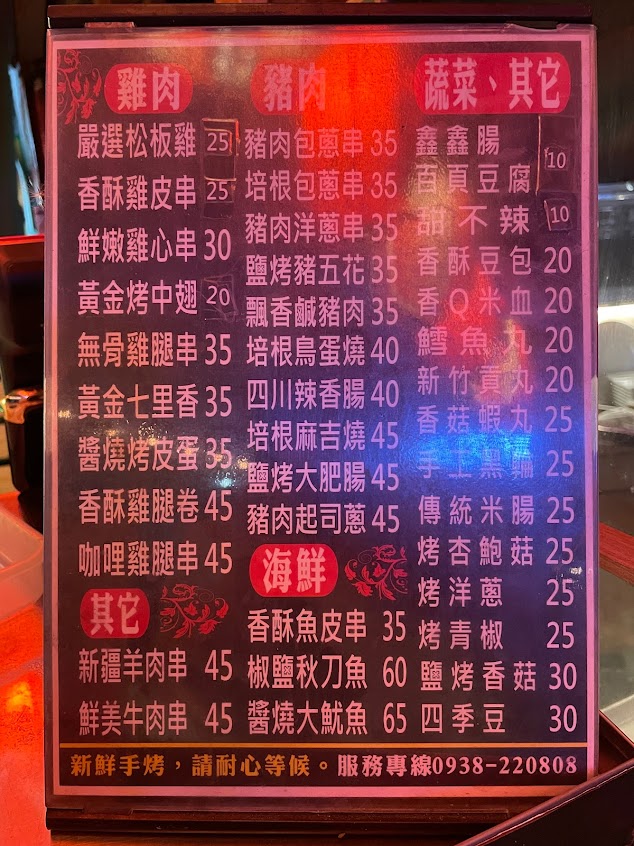 雞肉
嚴選松板雞 25
香酥雞皮串 25
鮮嫩雞心串 30
黃金烤中翅 20
無骨雞腿串 35
黃金七里香 35
醬燒烤皮蛋 35
香酥雞腿卷 45
咖哩雞腿串 45
其它
新疆羊肉串 45
鮮美牛肉串 45
豬肉
豬肉包蔥串 35
培根包蔥串 35
豬肉洋蔥串 35
鹽烤豬五花 35
飄香鹹豬肉 35
培根鳥蛋燒 40
四川辣香腸 40
培根麻吉燒 45
鹽烤大肥腸 45
豬肉起司蔥 45
海鮮
香酥魚皮串 35
椒鹽秋刀魚 60
醬燒大魷魚 65
蔬菜、其它
鑫鑫腸
10
百頁豆腐
甜不辣 10
香酥豆包 20
香Q米血 20
鱈魚丸 20
新竹貢丸 20
香菇蝦丸 25
手工黑輪 25
傳統米腸 25
烤杏鮑菇 25
烤洋蔥 25
烤青椒 25
鹽烤香菇 30
四季豆 30
新鮮手烤，請耐心等候。服務專線0938-220808